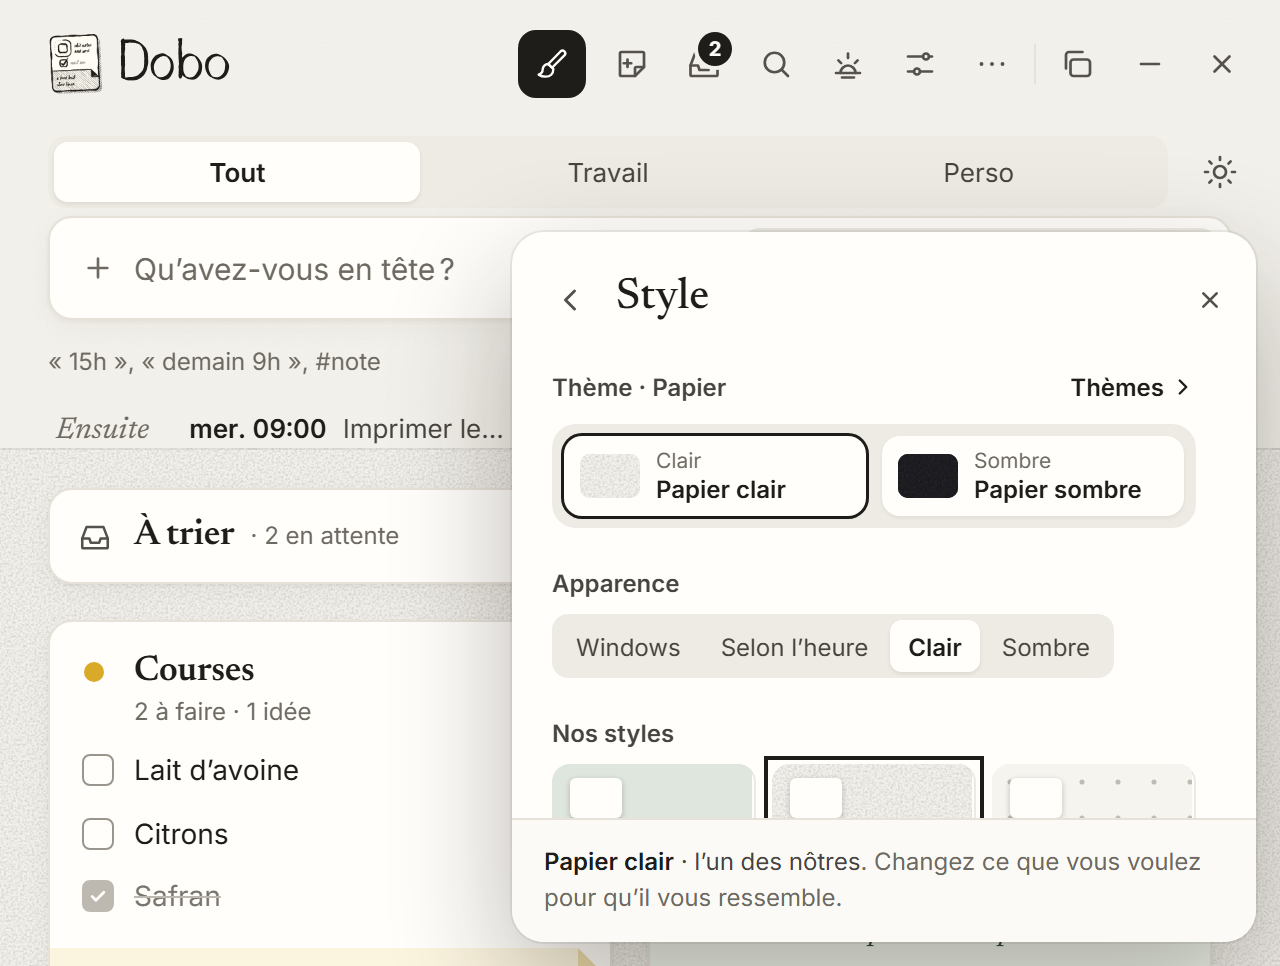 Dobo
2
Tout
Travail
Perso
Qu’avez-vous en tête ?
« 15h », « demain 9h », #note
Ensuite mer. 09:00 Imprimer le…
À trier · 2 en attente
Courses
2 à faire · 1 idée
Lait d’avoine
Citrons
Safran
Style
Thème · Papier
Thèmes
Clair
Papier clair
Sombre
Papier sombre
Apparence
Windows
Selon l’heure
Clair
Sombre
Nos styles
Papier clair · l’un des nôtres. Changez ce que vous voulez
pour qu’il vous ressemble.